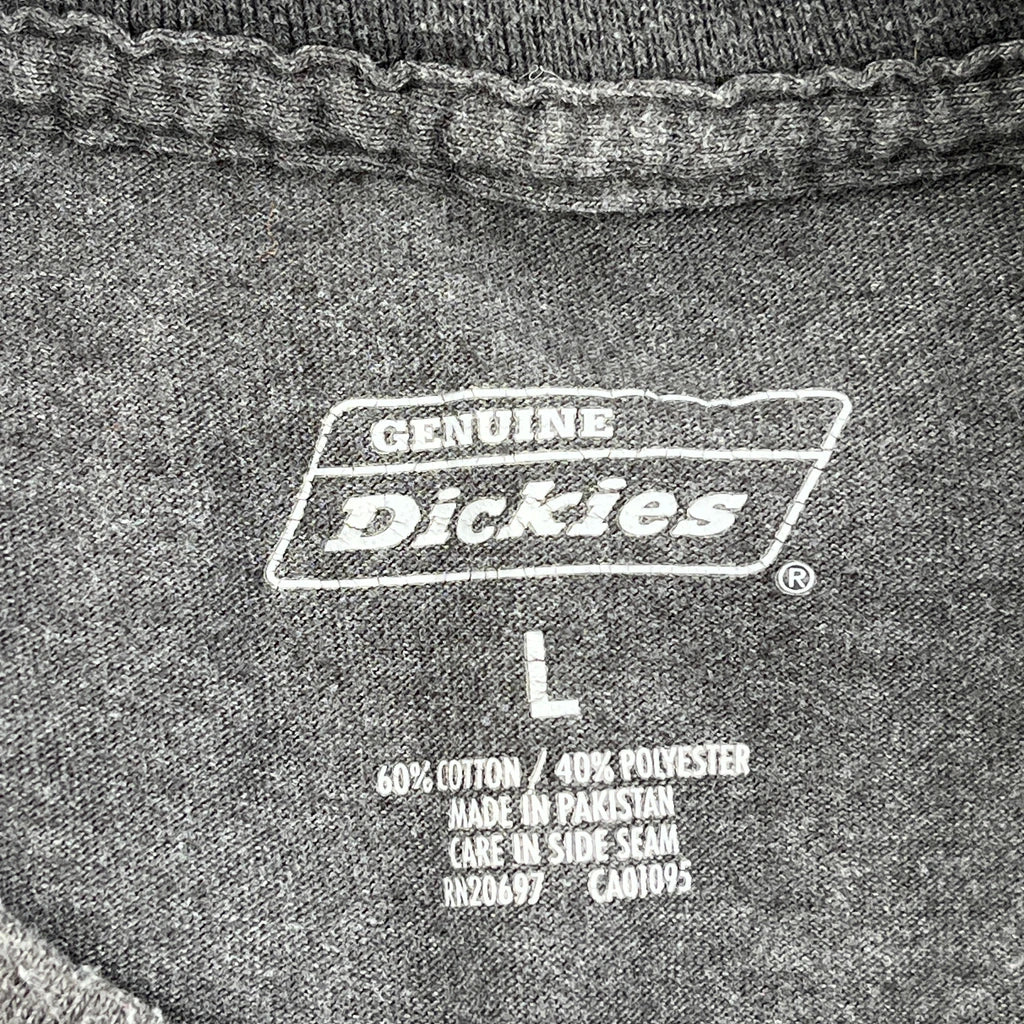 GENUINE
Dickies®
L
60% COTTON / 40% POLYESTER
MADE IN PAKISTAN
CARE IN SIDE SEAM
RN20697 CA01095